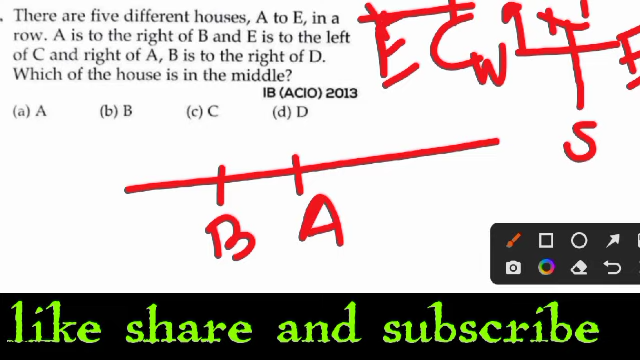 There are five different houses, A to E, in a
row. A is to the right of B and E is to the left
of C and right of A, B is to the right of D.
Which of the house is in the middle?
IB (ACIO) 2013
(a) A (b) B (c) C (d) D
E C W E
S
B A
like share and subscribe